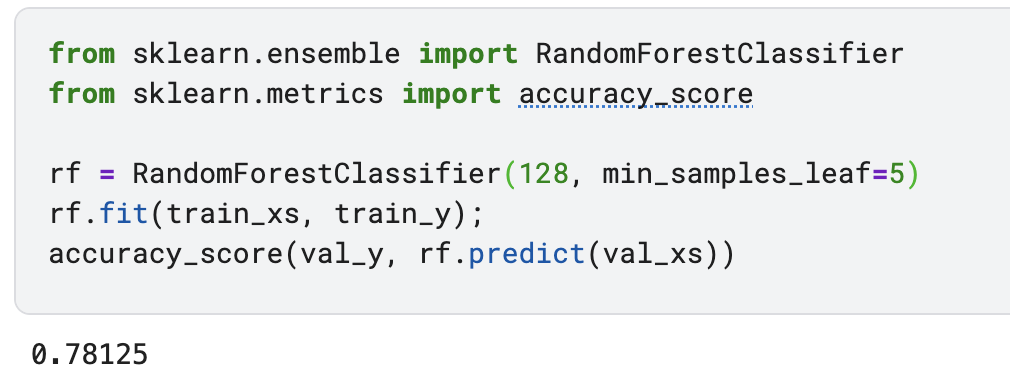 from sklearn.ensemble import RandomForestClassifier
from sklearn.metrics import accuracy_score
rf = RandomForestClassifier(128, min_samples_leaf=5)
rf.fit(train_xs, train_y);
accuracy_score(val_y, rf.predict(val_xs))
0.78125